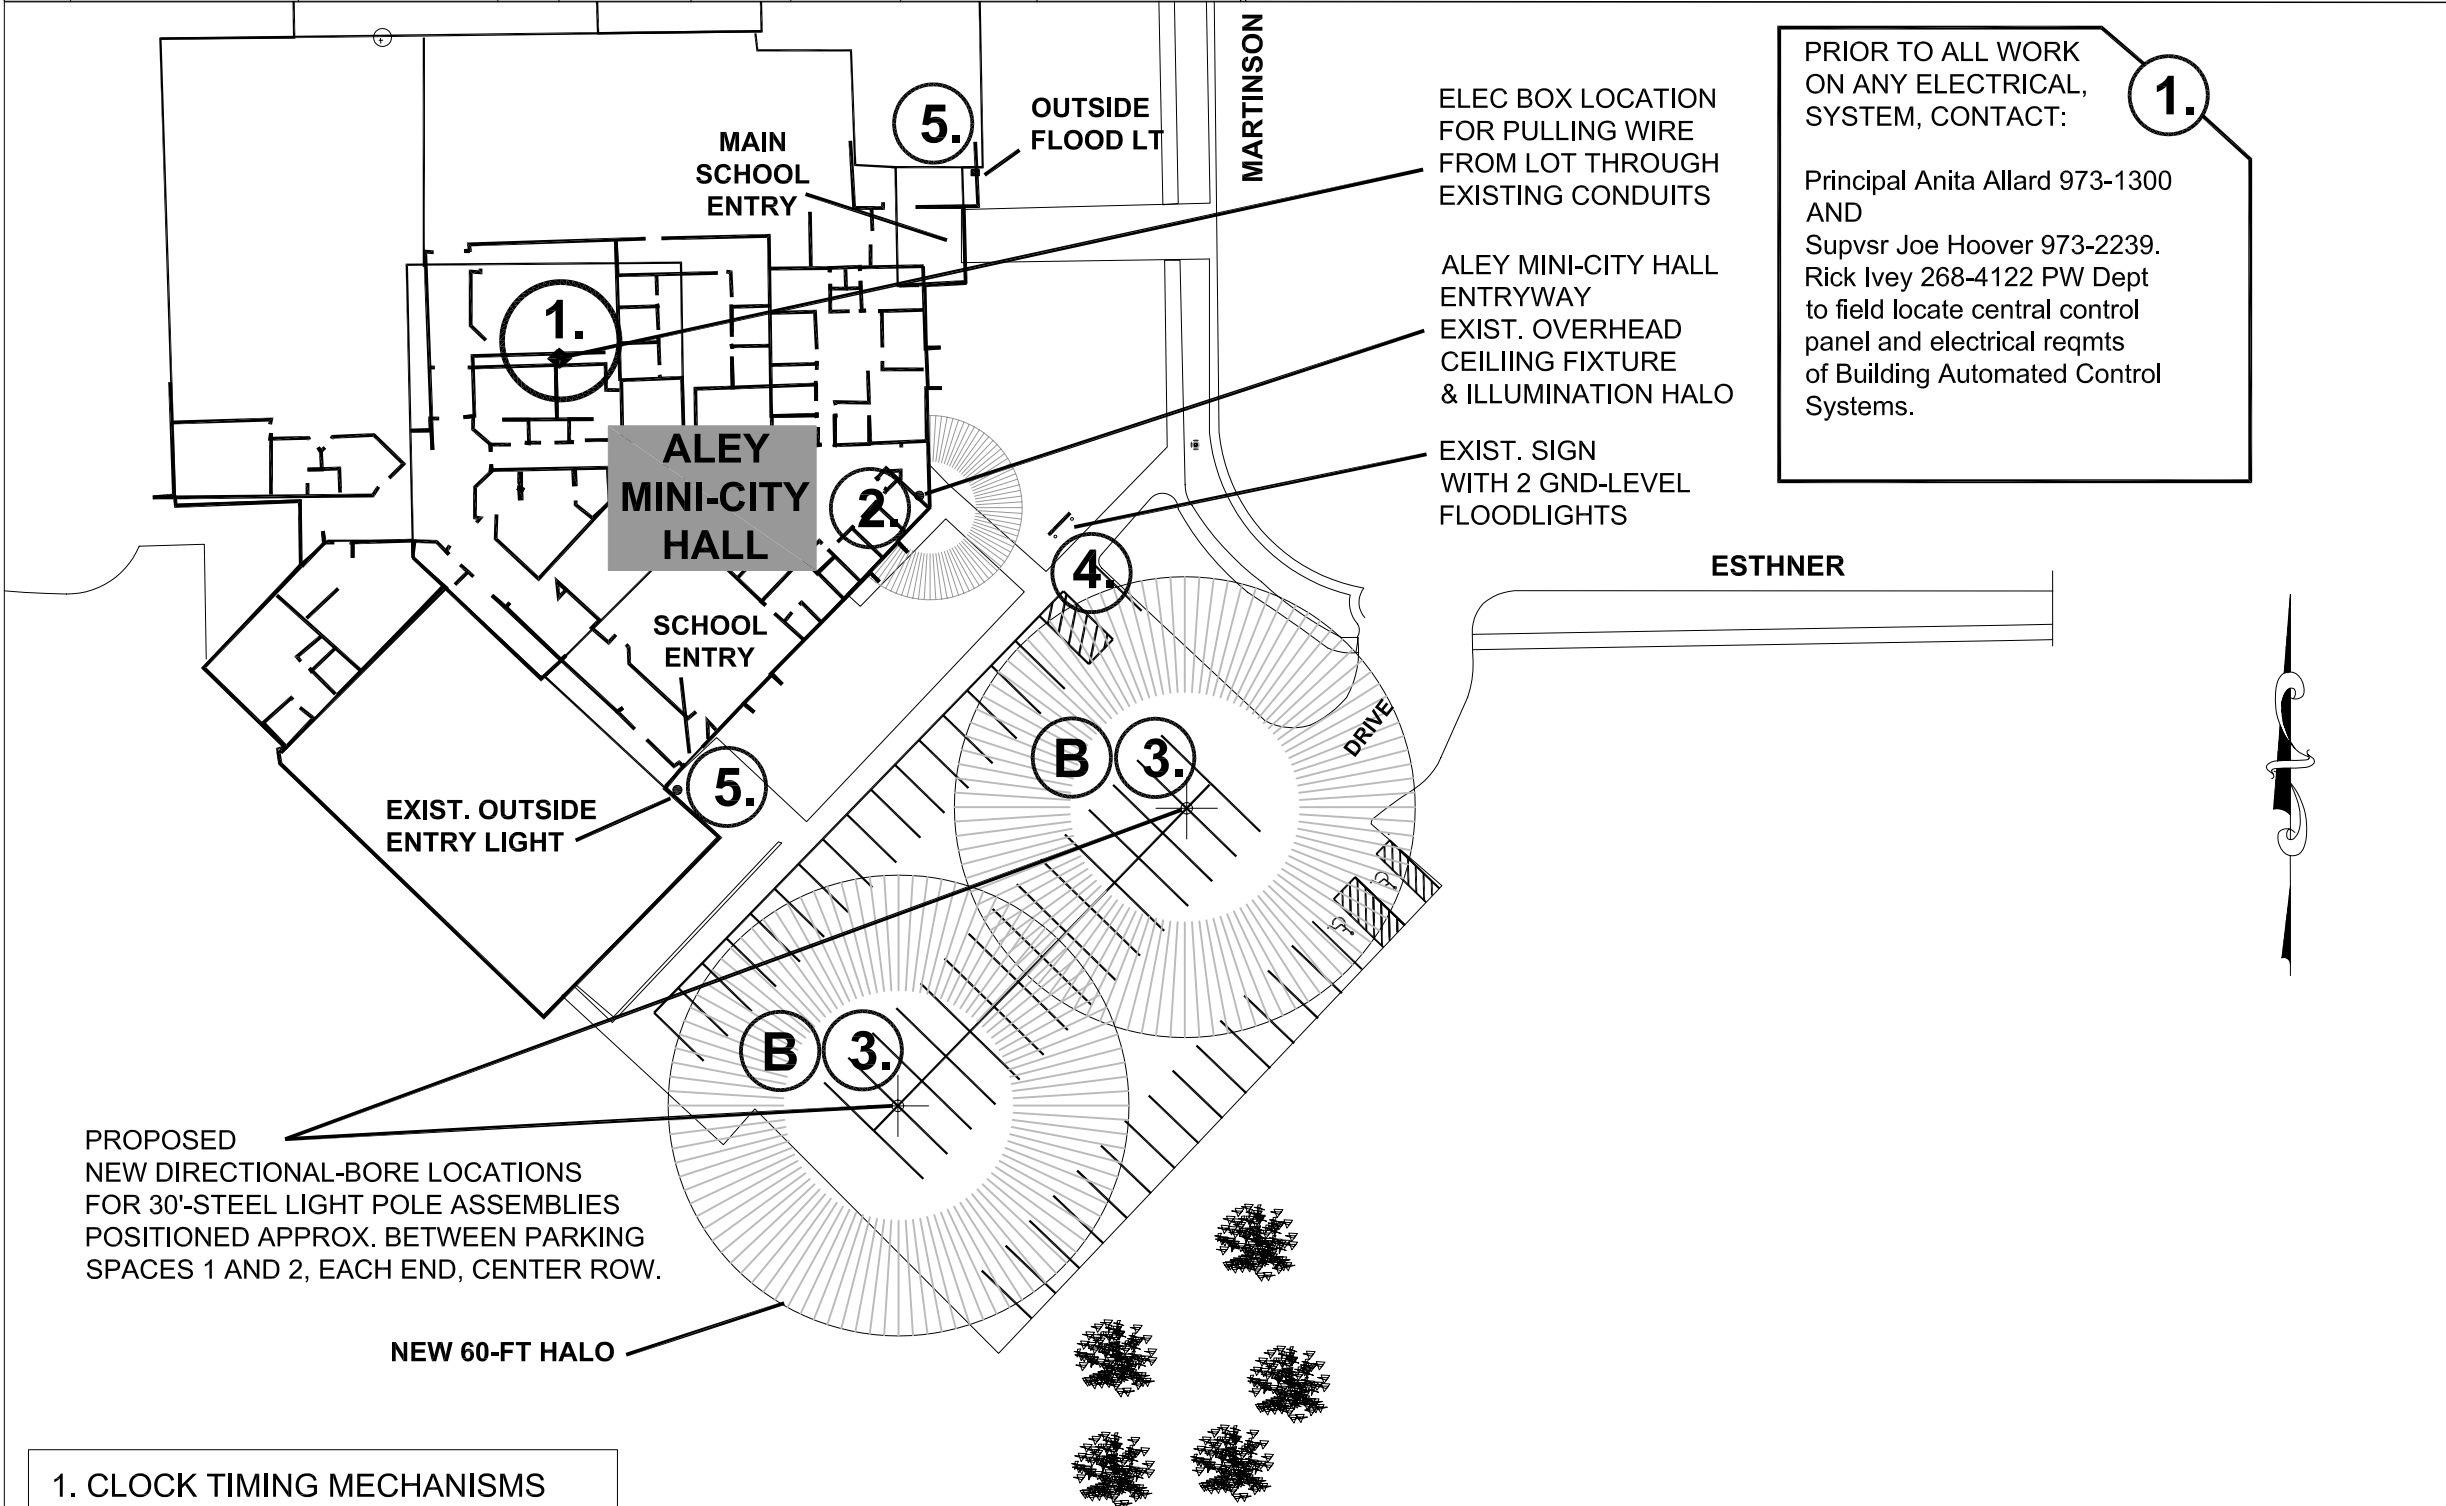 MARTINSON
PRIOR TO ALL WORK
ON ANY ELECTRICAL,
SYSTEM, CONTACT:
1.
Principal Anita Allard 973-1300
AND
Supvsr Joe Hoover 973-2239.
Rick Ivey 268-4122 PW Dept
to field locate central control
panel and electrical reqmts
of Building Automated Control
Systems.
5.
OUTSIDE
FLOOD LT
MAIN
SCHOOL
ENTRY
ELEC BOX LOCATION
FOR PULLING WIRE
FROM LOT THROUGH
EXISTING CONDUITS
ALEY MINI-CITY HALL
ENTRYWAY
EXIST. OVERHEAD
CEILIING FIXTURE
& ILLUMINATION HALO
EXIST. SIGN
WITH 2 GND-LEVEL
FLOODLIGHTS
1.
ALEY
MINI-CITY
HALL
2.
4.
ESTHNER
SCHOOL
ENTRY
DRIVE
B 3.
5.
EXIST. OUTSIDE
ENTRY LIGHT
B 3.
PROPOSED
NEW DIRECTIONAL-BORE LOCATIONS
FOR 30'-STEEL LIGHT POLE ASSEMBLIES
POSITIONED APPROX. BETWEEN PARKING
SPACES 1 AND 2, EACH END, CENTER ROW.
NEW 60-FT HALO
1. CLOCK TIMING MECHANISMS